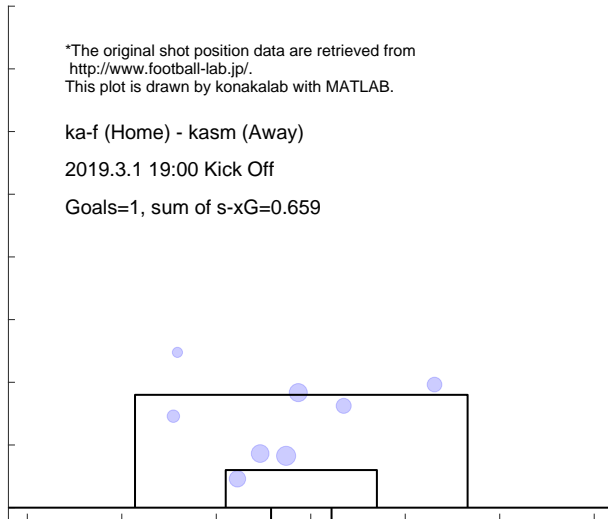 *The original shot position data are retrieved from
http://www.football-lab.jp/.
This plot is drawn by konakalab with MATLAB.
ka-f (Home) - kasm (Away)
2019.3.1 19:00 Kick Off
Goals=1, sum of s-xG=0.659